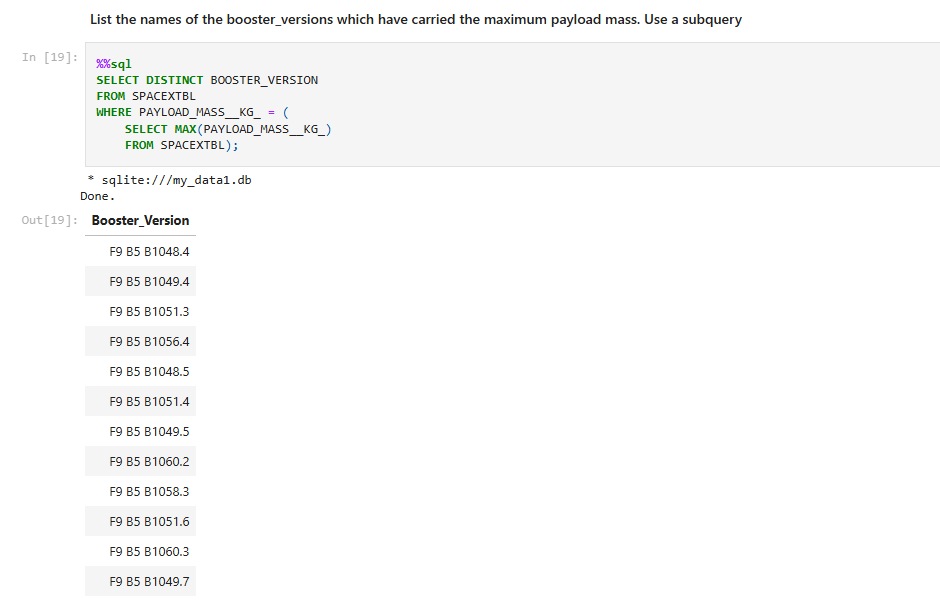 List the names of the booster_versions which have carried the maximum payload mass. Use a subquery
In [19]:
%%sql
SELECT DISTINCT BOOSTER_VERSION
FROM SPACEXTBL
WHERE PAYLOAD_MASS__KG_ = (
    SELECT MAX(PAYLOAD_MASS__KG_)
    FROM SPACEXTBL);
* sqlite:///my_data1.db
Done.
Out[19]:
Booster_Version
F9 B5 B1048.4
F9 B5 B1049.4
F9 B5 B1051.3
F9 B5 B1056.4
F9 B5 B1048.5
F9 B5 B1051.4
F9 B5 B1049.5
F9 B5 B1060.2
F9 B5 B1058.3
F9 B5 B1051.6
F9 B5 B1060.3
F9 B5 B1049.7